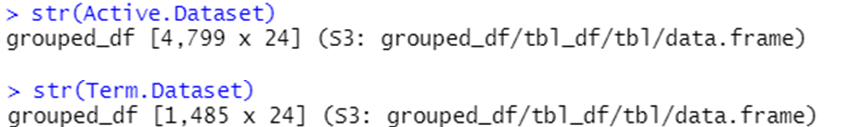 > str(Active.Dataset)
grouped_df [4,799 x 24] (S3: grouped_df/tbl_df/tbl/data.frame)
> str(Term.Dataset)
grouped_df [1,485 x 24] (S3: grouped_df/tbl_df/tbl/data.frame)